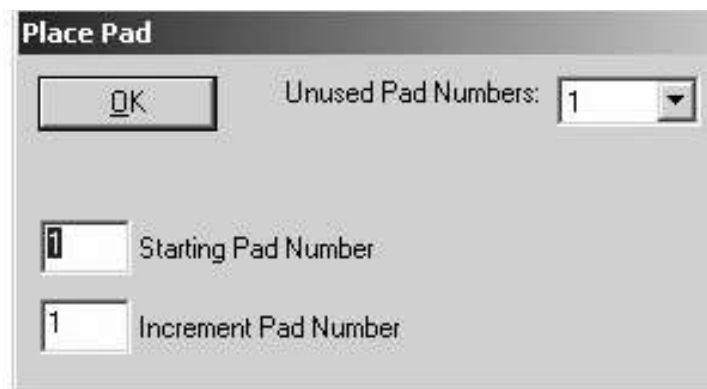 Place Pad
OK
Unused Pad Numbers: 1
1 Starting Pad Number
1 Increment Pad Number